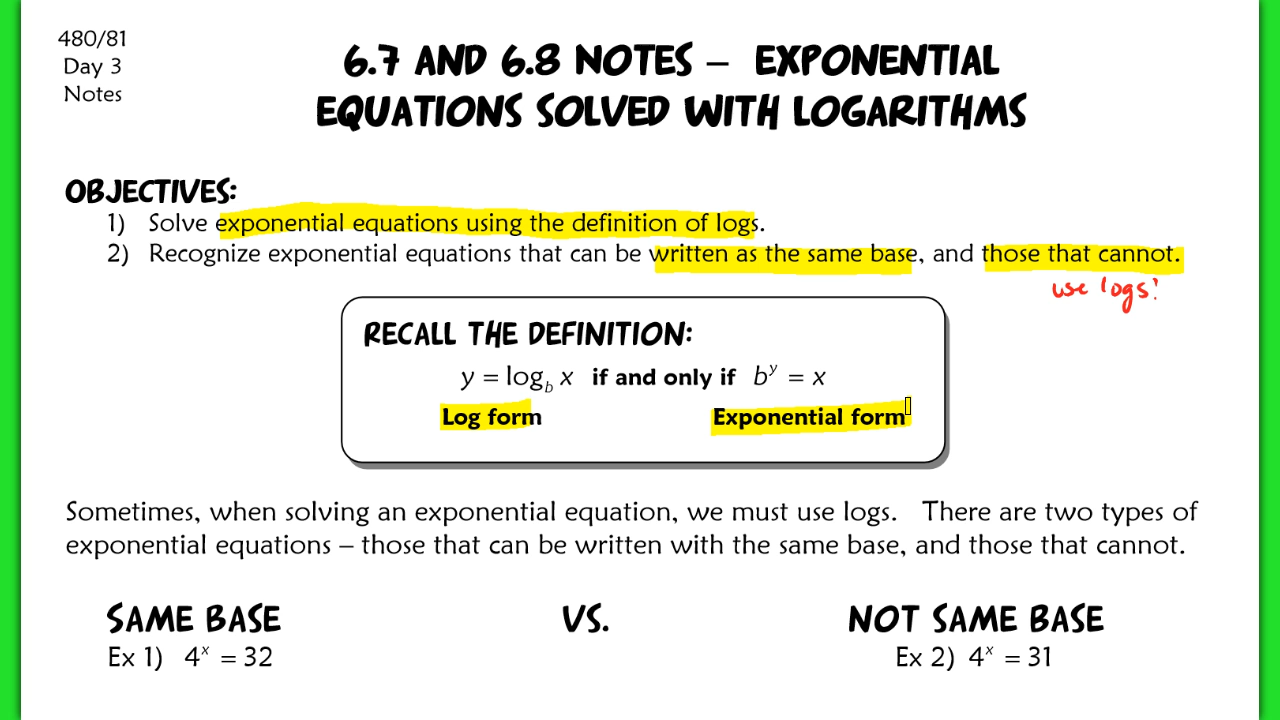 480/81
Day 3
Notes
6.7 AND 6.8 NOTES – EXPONENTIAL
EQUATIONS SOLVED WITH LOGARITHMS
OBJECTIVES:
1) Solve exponential equations using the definition of logs.
2) Recognize exponential equations that can be written as the same base, and those that cannot.
use logs!
RECALL THE DEFINITION:
y = log_b x if and only if b^y = x
Log form Exponential form
Sometimes, when solving an exponential equation, we must use logs. There are two types of
exponential equations – those that can be written with the same base, and those that cannot.
SAME BASE VS. NOT SAME BASE
Ex 1) 4^x = 32 Ex 2) 4^x = 31